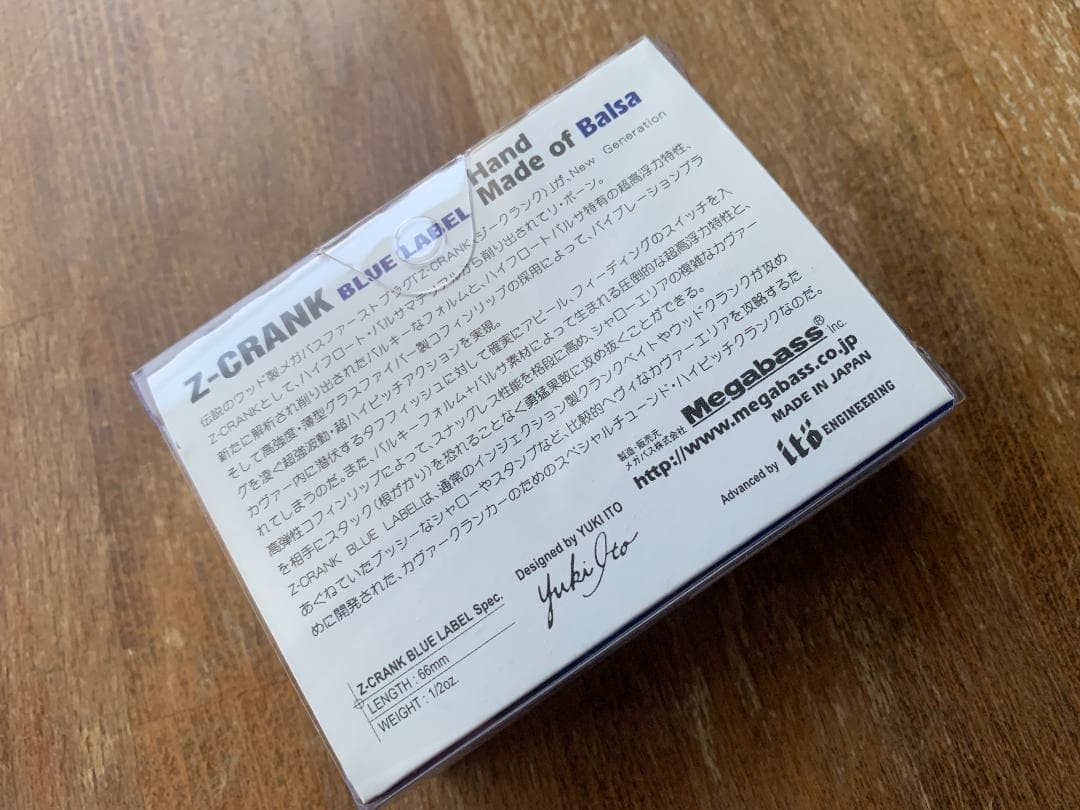 Z-CRANK BLUE LABEL Hand Made of Balsa
伝説のウッド製メガバスファーストプラグ「Z-CRANK(ジークランク)」が、New Generation
Z-CRANKとして、ハイフロート・バルサマテリアルから削り出されてリ・ボーン。
新たに解析され削り出されたバルキーなフォルムと、ハイフロートバルサ特有の超高浮力特性、
そして高強度・薄型グラスファイバー製コフィンリップの採用によって、バイブレーションプラ
グを凌ぐ超強波動・超ハイピッチアクションを実現。
カヴァー内に潜伏するタフフィッシュに対して確実にアピール、フィーディングのスイッチを入
れてしまうのだ。また、バルキーフォルム+バルサ素材によって生まれる圧倒的な超高浮力特性と、
高弾性コフィンリップによって、スナッグレス性能を格段に高め、シャローエリアの複雑なカヴァー
を相手にスタック(根がかり)を恐れることなく勇猛果敢に攻め抜くことができる。
Z-CRANK BLUE LABELは、通常のインジェクション製クランクベイトやウッド・クランクが攻め
あぐねていたブッシーなシャローやスタンプなど、比較的ヘヴィなカヴァーエリアを攻略するた
めに開発された、カヴァークランカーのためのスペシャルチューンド・ハイピッチクランクなのだ。
Z-CRANK BLUE LABEL Spec.
LENGTH : 66mm
WEIGHT : 1/2oz.
Designed by YUKI ITO
Yuki Ito
製造・販売元
メガバス株式会社 Megabass® Inc.
http://www.megabass.co.jp
MADE IN JAPAN
Advanced by itö ENGINEERING